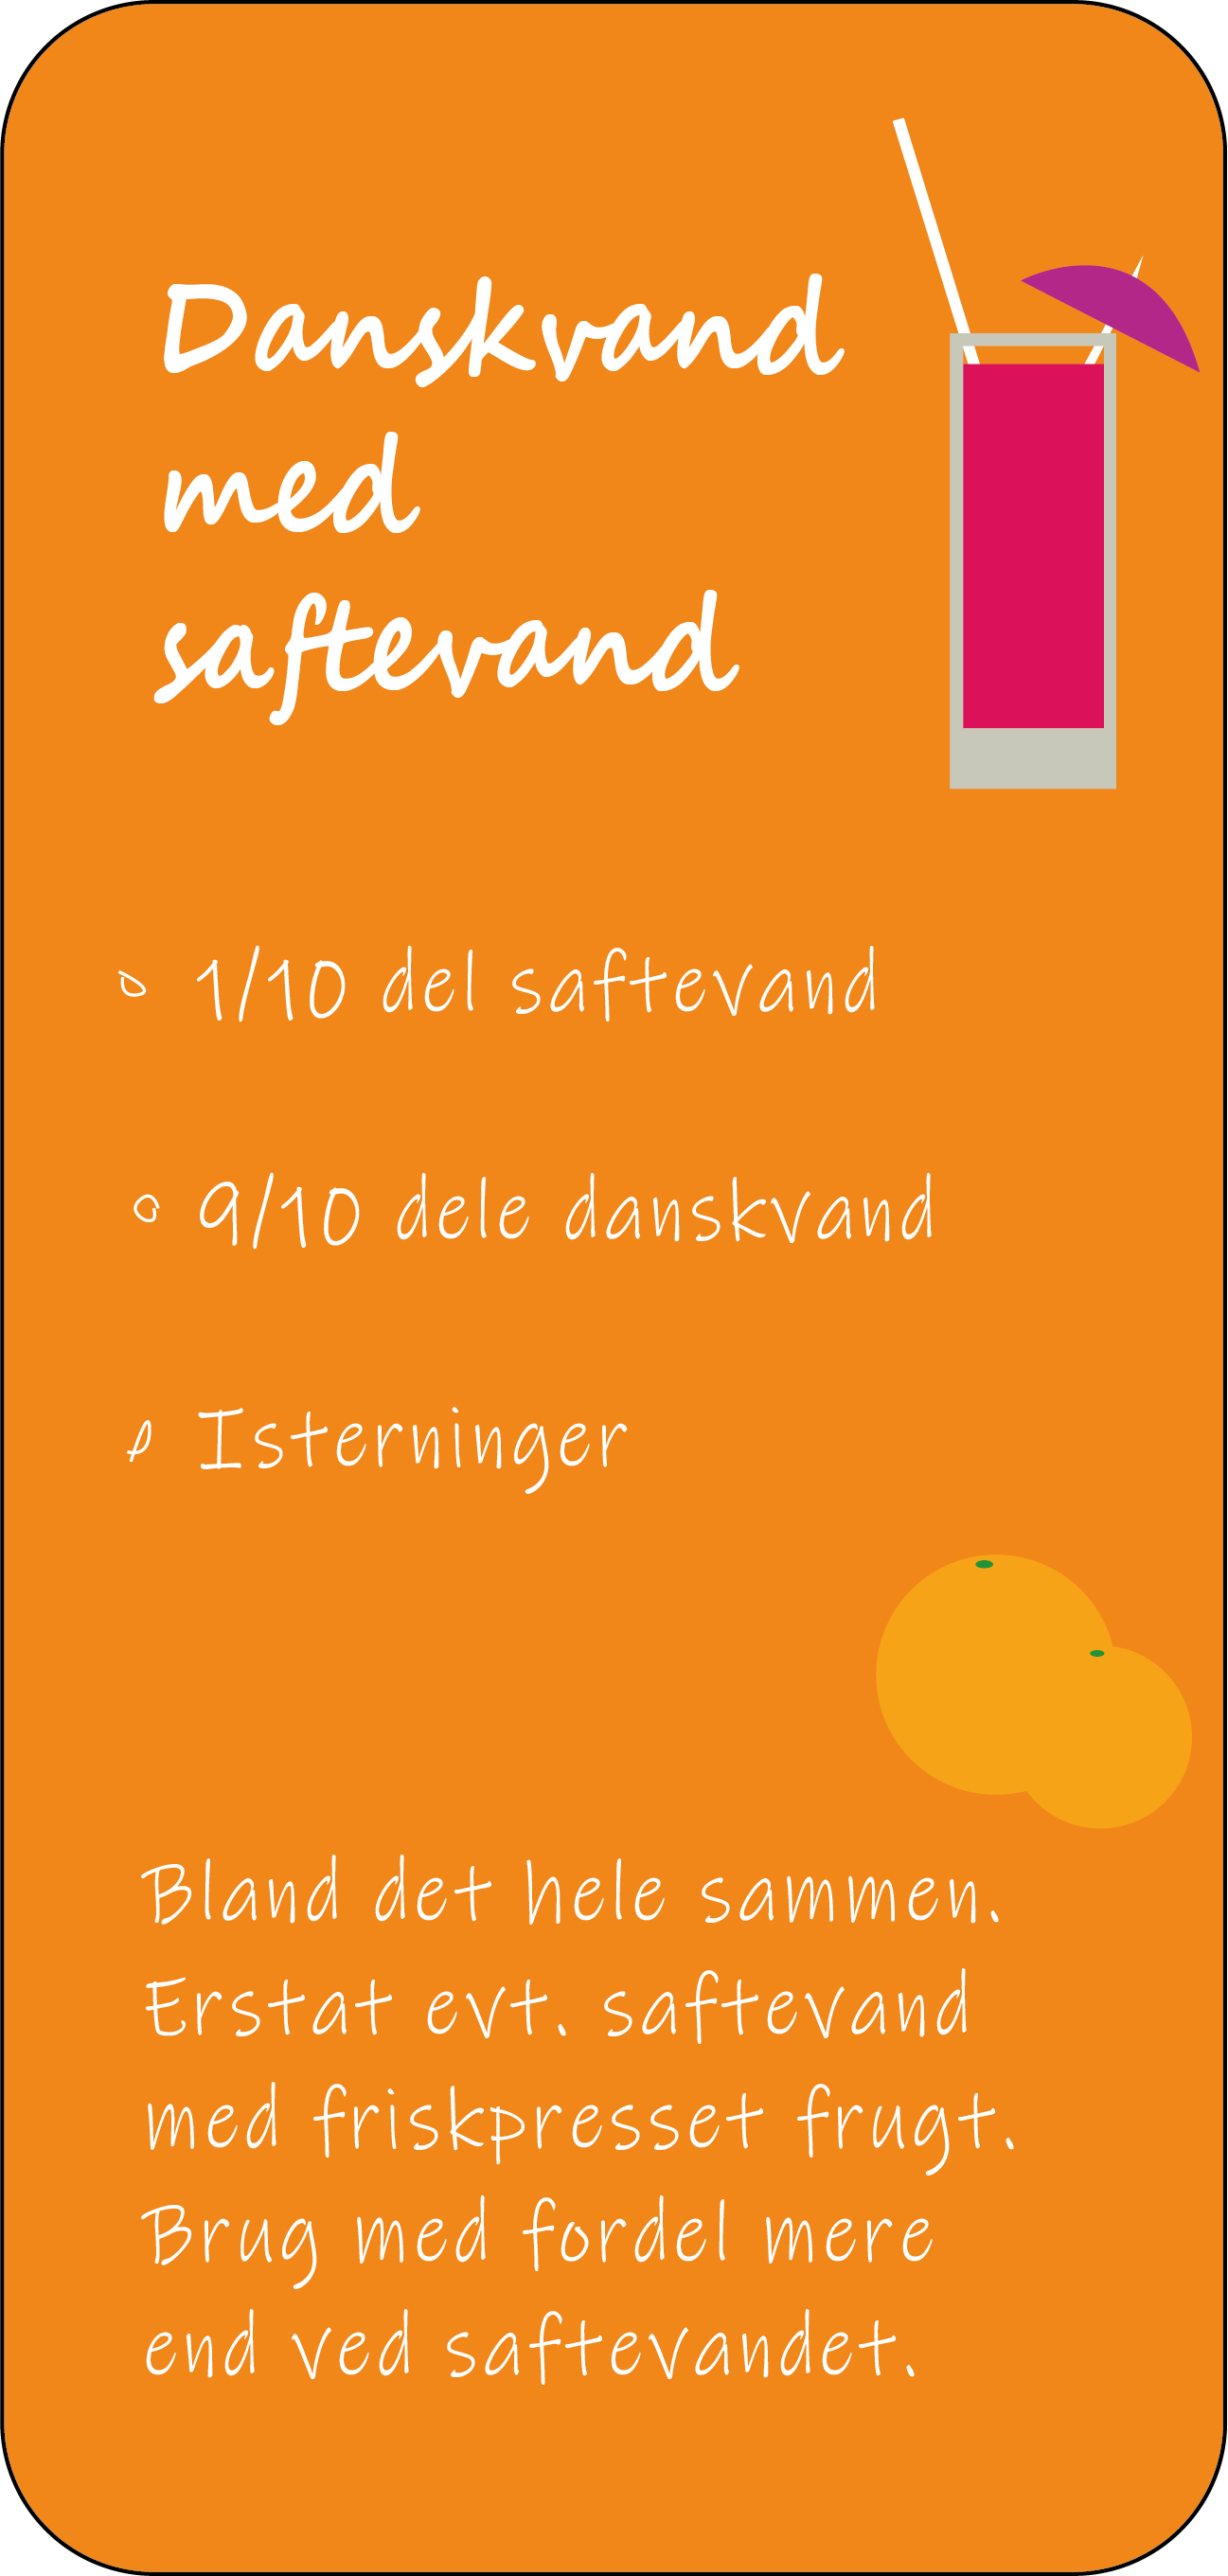 Danskvand
med
saftevand
1/10 del saftevand
9/10 dele danskvand
Isterninger
Bland det hele sammen.
Erstat evt. saftevand
med friskpresset frugt.
Brug med fordel mere
end ved saftevandet.